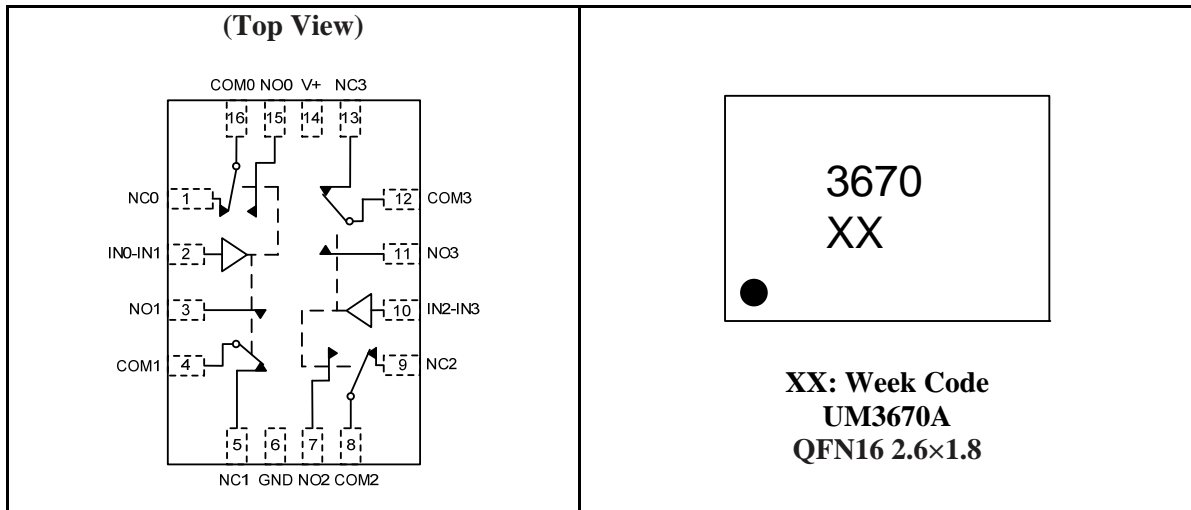 (Top View)
COM0 NO0 V+ NC3
16 15 14 13
NC0 1 12 COM3
IN0-IN1 2 11 NO3
NO1 3 10 IN2-IN3
COM1 4 9 NC2
5 6 7 8
NC1 GND NO2 COM2
3670
XX
XX: Week Code
UM3670A
QFN16 2.6×1.8